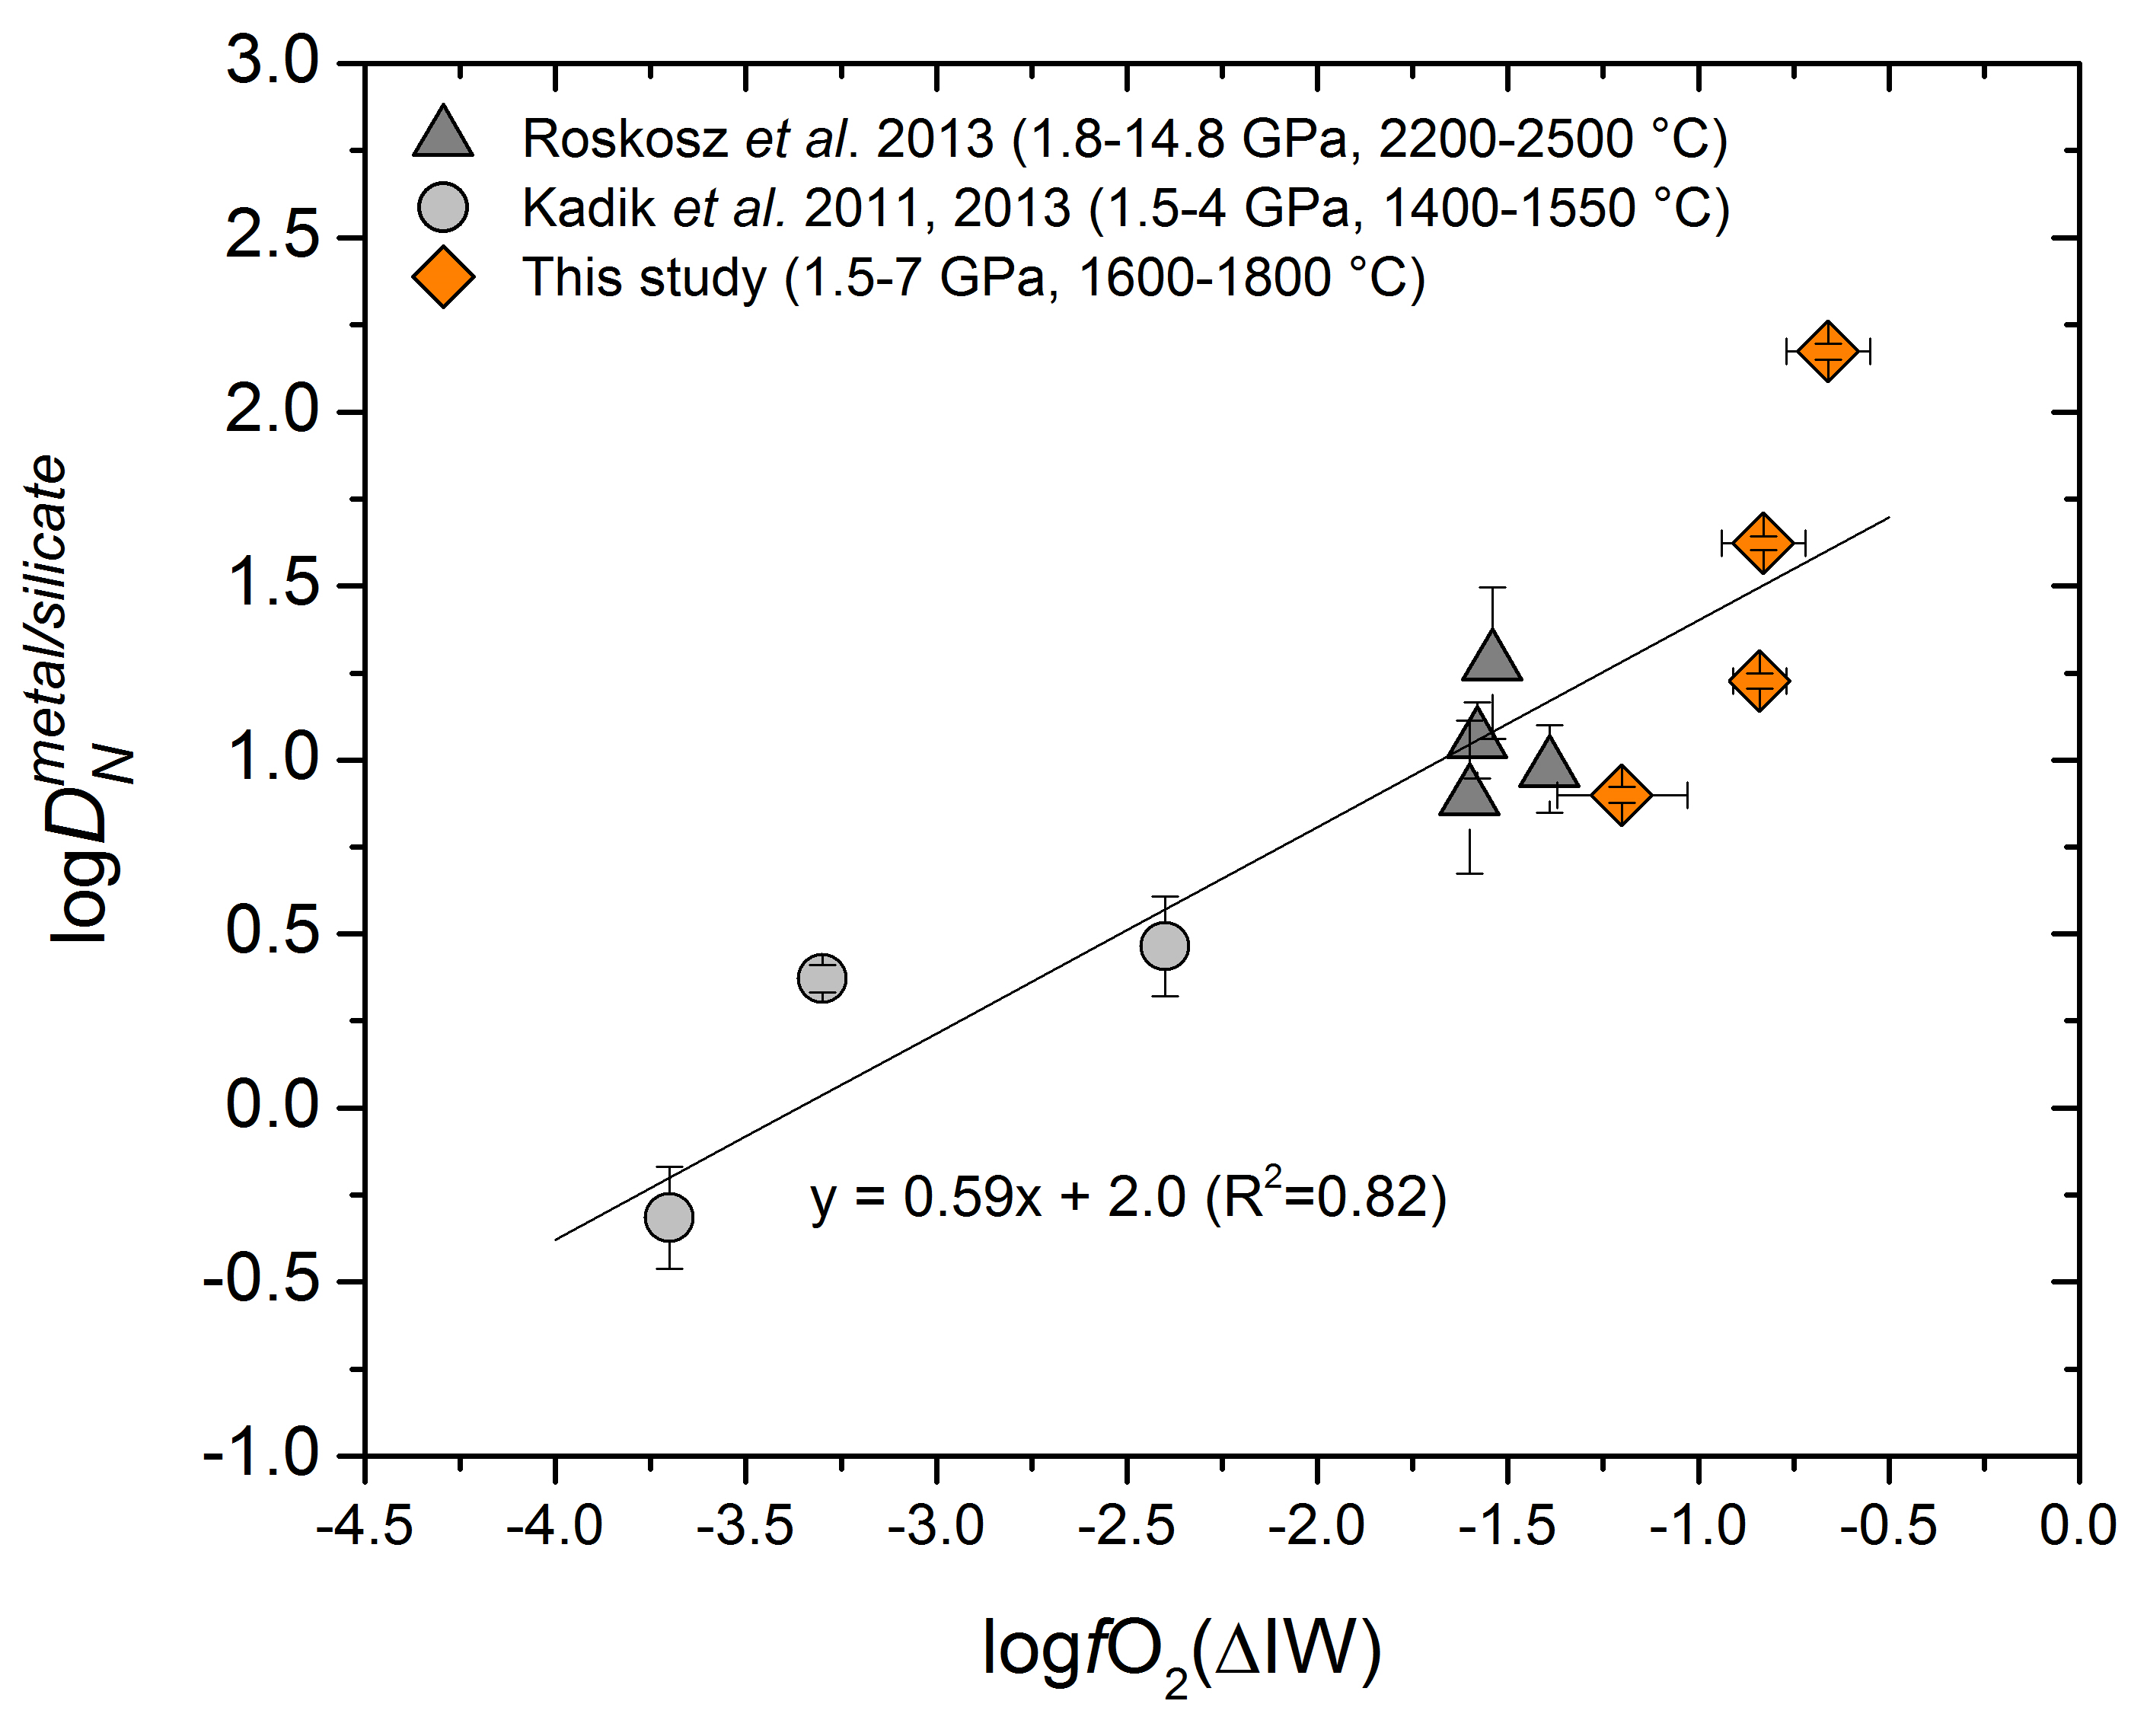 3.0
2.5
2.0
1.5
1.0
0.5
0.0
-0.5
-1.0
logD_N^metal/silicate
Roskosz et al. 2013 (1.8-14.8 GPa, 2200-2500 °C)
Kadik et al. 2011, 2013 (1.5-4 GPa, 1400-1550 °C)
This study (1.5-7 GPa, 1600-1800 °C)
y = 0.59x + 2.0 (R²=0.82)
-4.5 -4.0 -3.5 -3.0 -2.5 -2.0 -1.5 -1.0 -0.5 0.0
logfO₂(ΔIW)